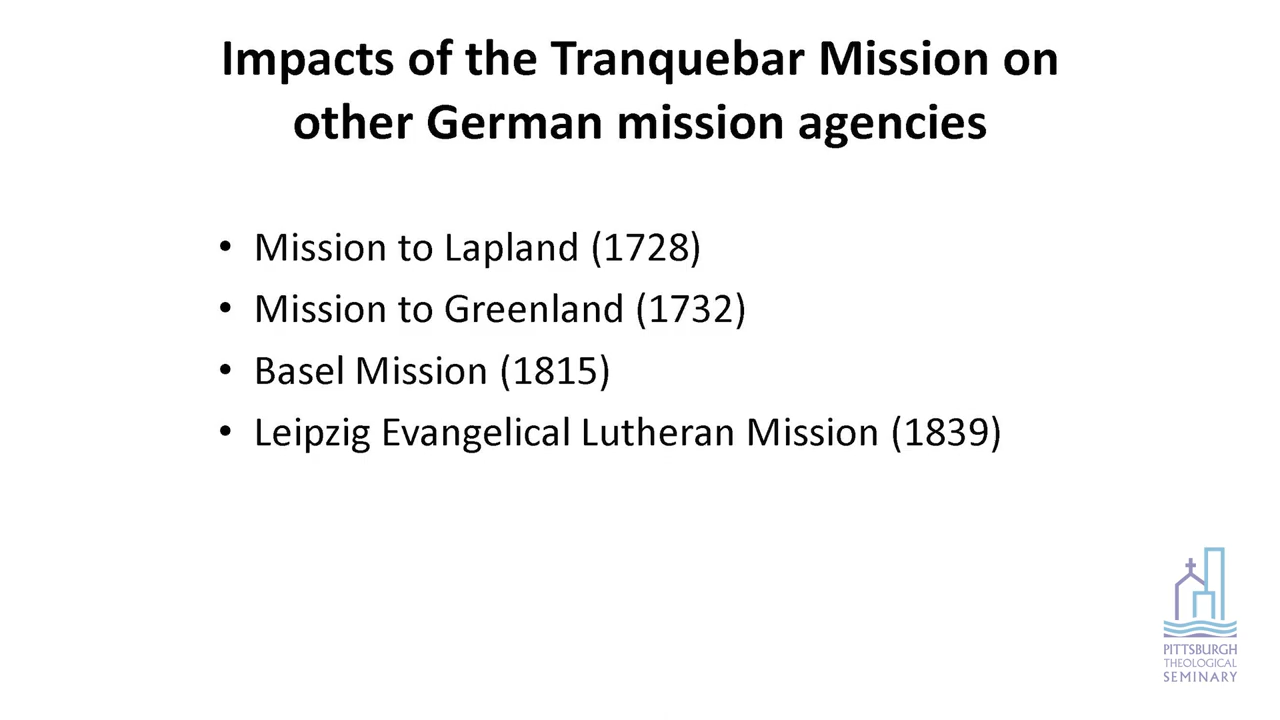 Impacts of the Tranquebar Mission on
other German mission agencies
• Mission to Lapland (1728)
• Mission to Greenland (1732)
• Basel Mission (1815)
• Leipzig Evangelical Lutheran Mission (1839)
PITTSBURGH
THEOLOGICAL
SEMINARY